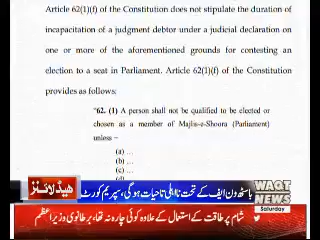 Article 62(1)(f) of the Constitution does not stipulate the duration of
incapacitation of a judgment debtor under a judicial declaration on
one or more of the aforementioned grounds for contesting an
election to a seat in Parliament. Article 62(1)(f) of the Constitution
provides as follows:
"62. (1) A person shall not be qualified to be elected or
chosen as a member of Majlis-e-Shoora (Parliament)
unless –
(a) ...
(b) ...
(c) ...
(d)
باسٹھ ون ایف کے تحت نااہلی تاحیات ہوگی، سپریم کورٹ
ہیڈلائنز
WAQT
NEWS
Saturday
شام پر طاقت کے استعمال کے علاوہ کوئی چارہ نہ تھا، برطانوی وزیراعظم